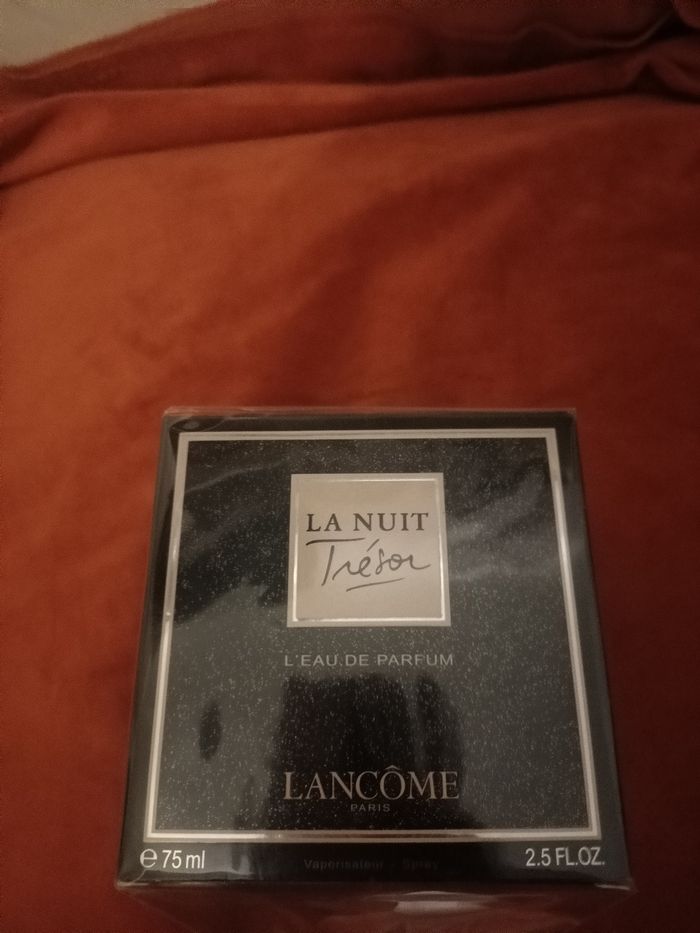 LA NUIT
Trésor
L'EAU DE PARFUM
LANCÔME
PARIS
e 75 ml
Vaporisateur - Spray
2.5 FL.OZ.